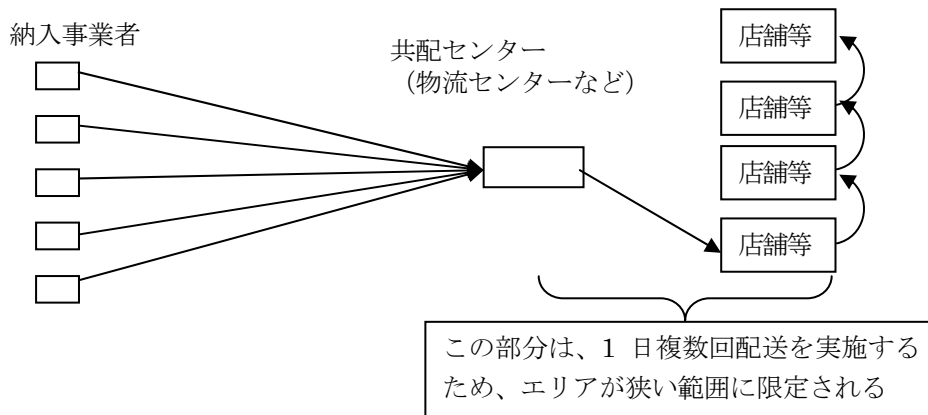 納入事業者
共配センター
(物流センターなど)
店舗等
店舗等
店舗等
店舗等
この部分は、1 日複数回配送を実施する
ため、エリアが狭い範囲に限定される